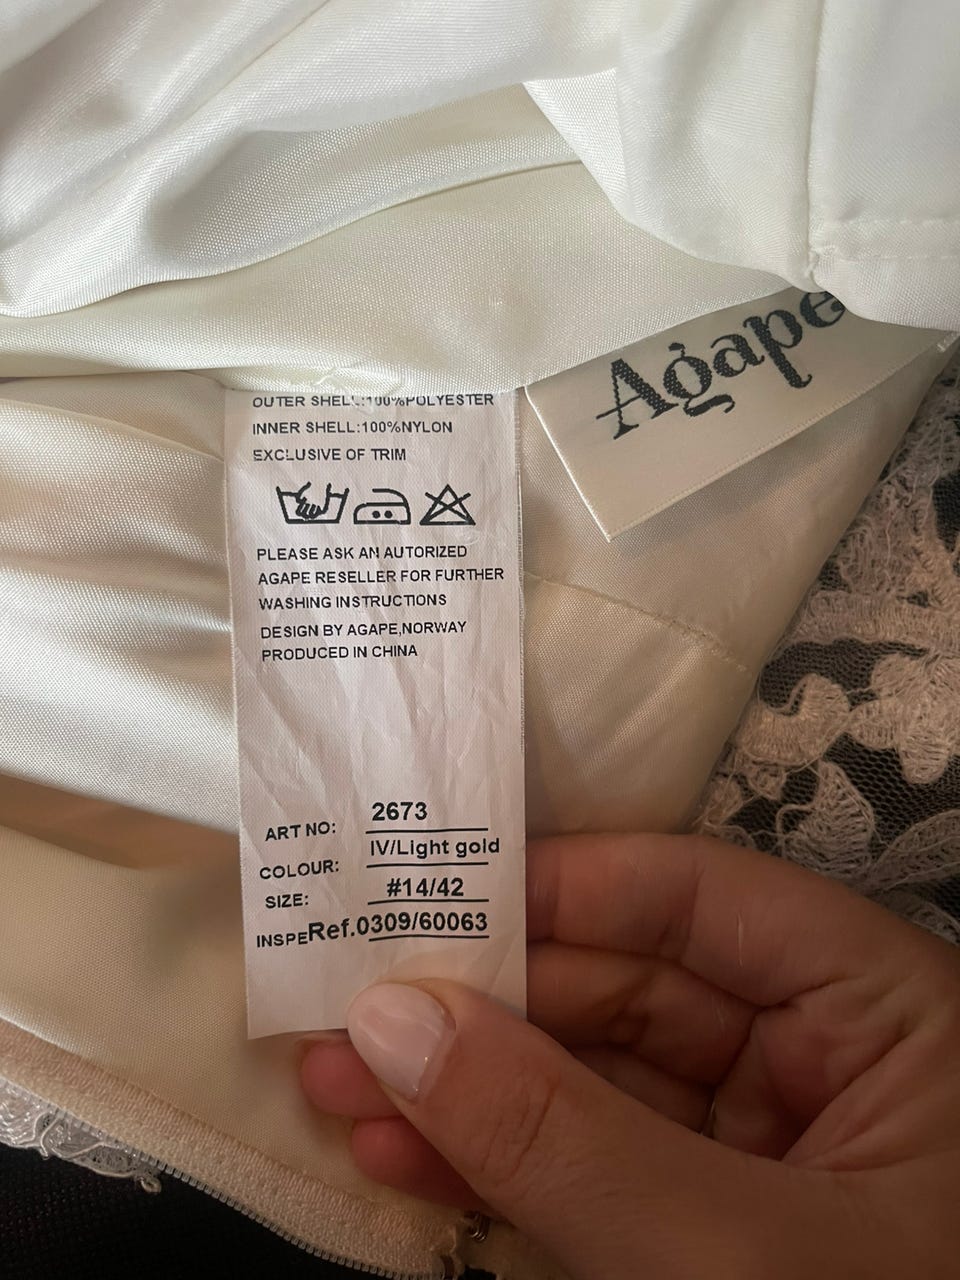 Agape
OUTER SHELL:100%POLYESTER
INNER SHELL:100%NYLON
EXCLUSIVE OF TRIM
PLEASE ASK AN AUTORIZED
AGAPE RESELLER FOR FURTHER
WASHING INSTRUCTIONS
DESIGN BY AGAPE,NORWAY
PRODUCED IN CHINA
ART NO: 2673
COLOUR: IV/Light gold
SIZE: #14/42
INSPERef.0309/60063